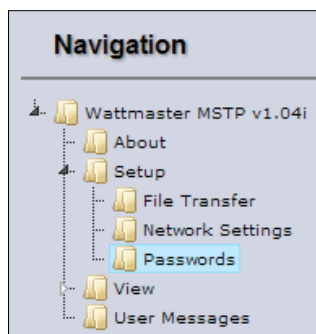 Navigation
Wattmaster MSTP v1.04i
About
Setup
File Transfer
Network Settings
Passwords
View
User Messages